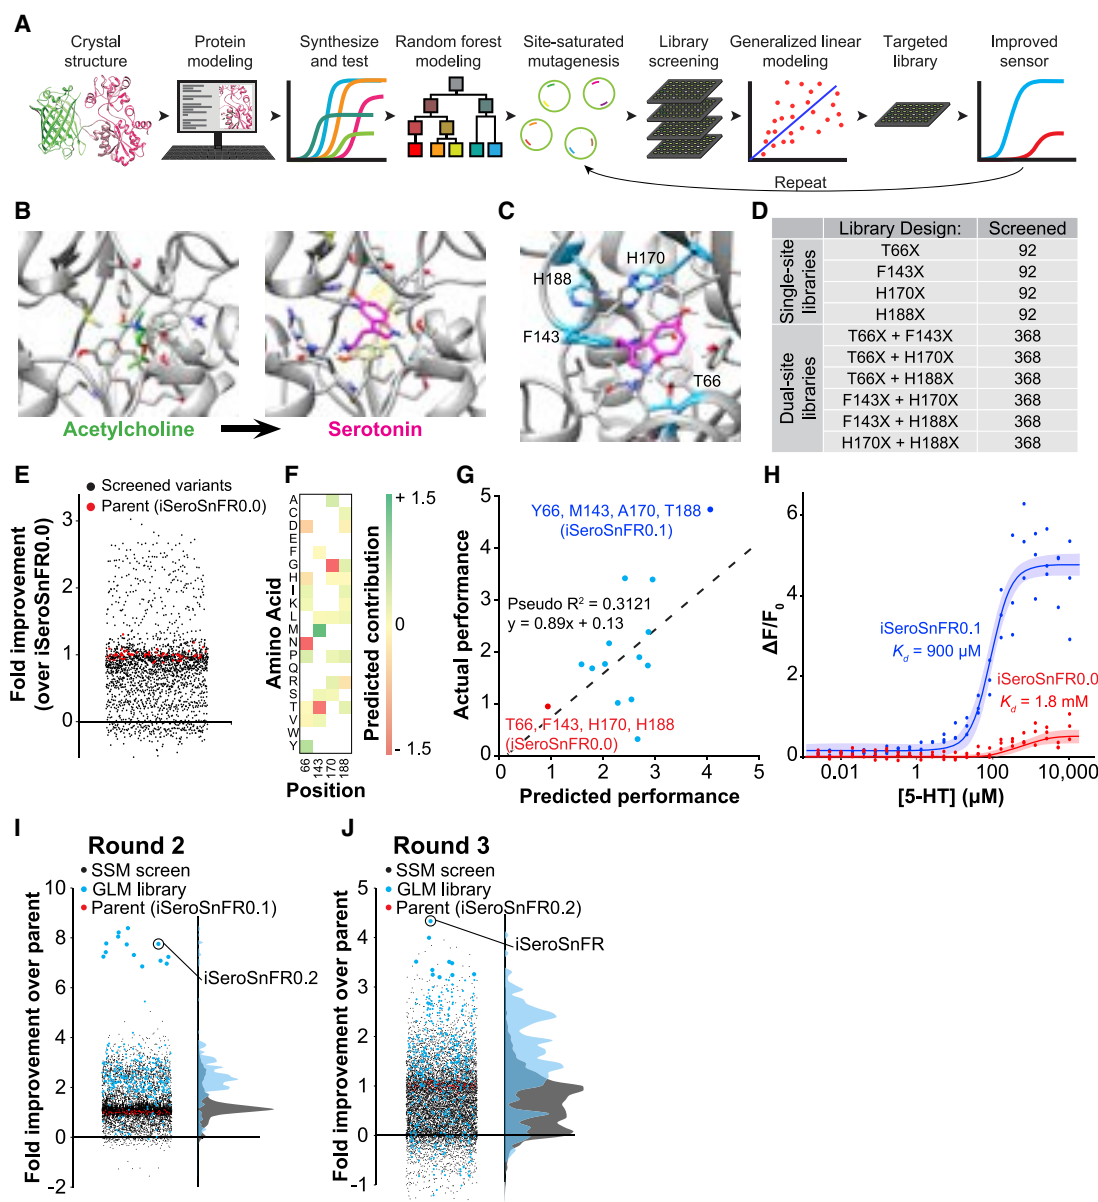 A
Crystal structure
Protein modeling
Synthesize and test
Random forest modeling
Site-saturated mutagenesis
Library screening
Generalized linear modeling
Targeted library
Improved sensor
Repeat
B
Acetylcholine
Serotonin
C
H170
H188
F143
T66
D
Library Design: Screened
Single-site libraries
T66X 92
F143X 92
H170X 92
H188X 92
Dual-site libraries
T66X + F143X 368
T66X + H170X 368
T66X + H188X 368
F143X + H170X 368
F143X + H188X 368
H170X + H188X 368
E
Screened variants
Parent (iSeroSnFR0.0)
Fold improvement
(over iSeroSnFR0.0)
3
2
1
0
F
Amino Acid
A
C
D
E
F
G
H
I
K
L
M
N
P
Q
R
S
T
V
W
Y
66 143 170 188
Position
Predicted contribution
+ 1.5
0
- 1.5
G
Actual performance
5
4
3
2
1
0
Y66, M143, A170, T188
(iSeroSnFR0.1)
Pseudo R² = 0.3121
y = 0.89x + 0.13
T66, F143, H170, H188
(iSeroSnFR0.0)
0 1 2 3 4 5
Predicted performance
H
ΔF/F0
6
4
2
0
iSeroSnFR0.1
Kd = 900 µM
iSeroSnFR0.0
Kd = 1.8 mM
0.01 1 100 10,000
[5-HT] (µM)
I
Round 2
SSM screen
GLM library
Parent (iSeroSnFR0.1)
Fold improvement over parent
10
8
6
4
2
0
-2
iSeroSnFR0.2
J
Round 3
SSM screen
GLM library
Parent (iSeroSnFR0.2)
Fold improvement over parent
5
4
3
2
1
0
-1
iSeroSnFR